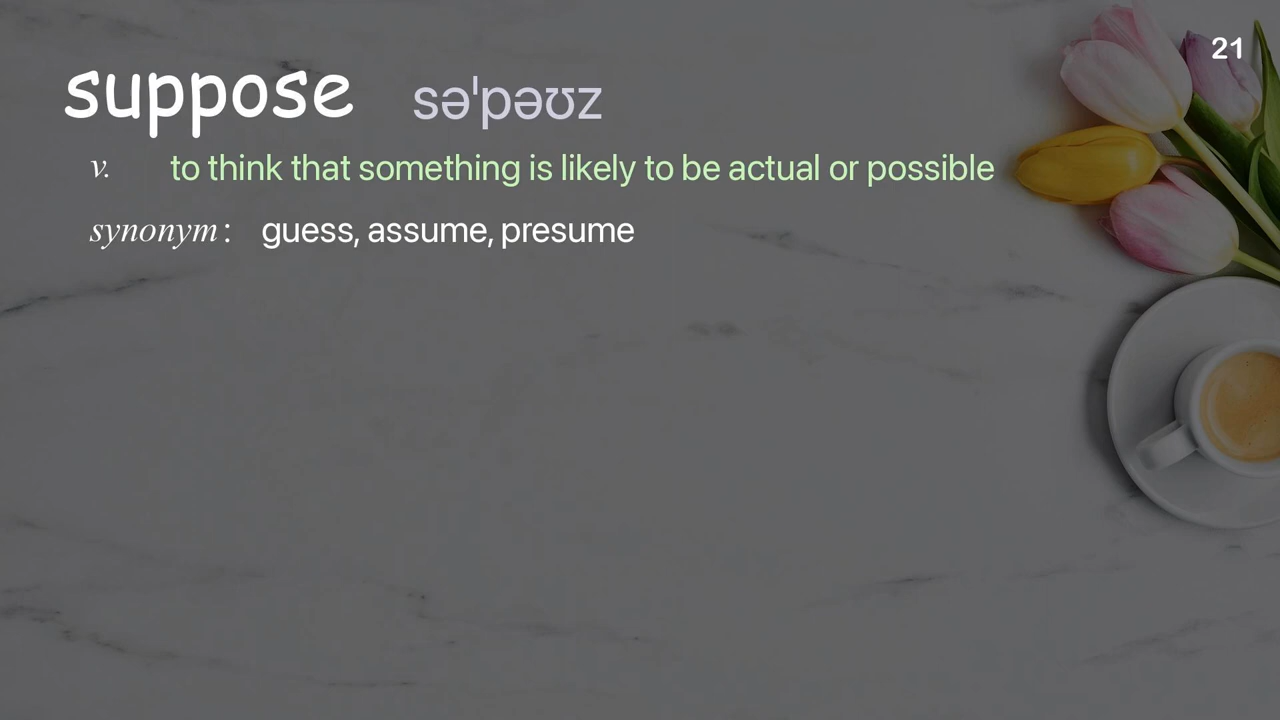 21
suppose səˈpəʊz
v. to think that something is likely to be actual or possible
synonym : guess, assume, presume